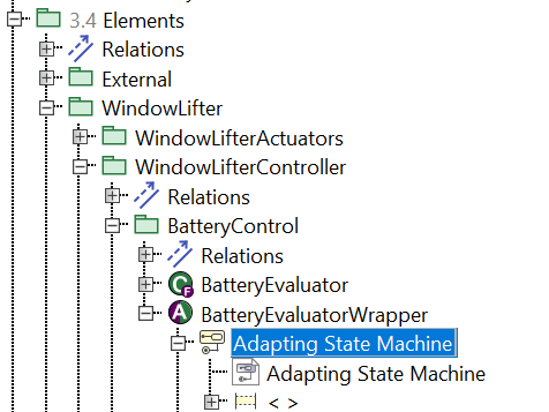 3.4 Elements
Relations
External
WindowLifter
WindowLifterActuators
WindowLifterController
Relations
BatteryControl
Relations
CF BatteryEvaluator
A BatteryEvaluatorWrapper
Adapting State Machine
Adapting State Machine
< >